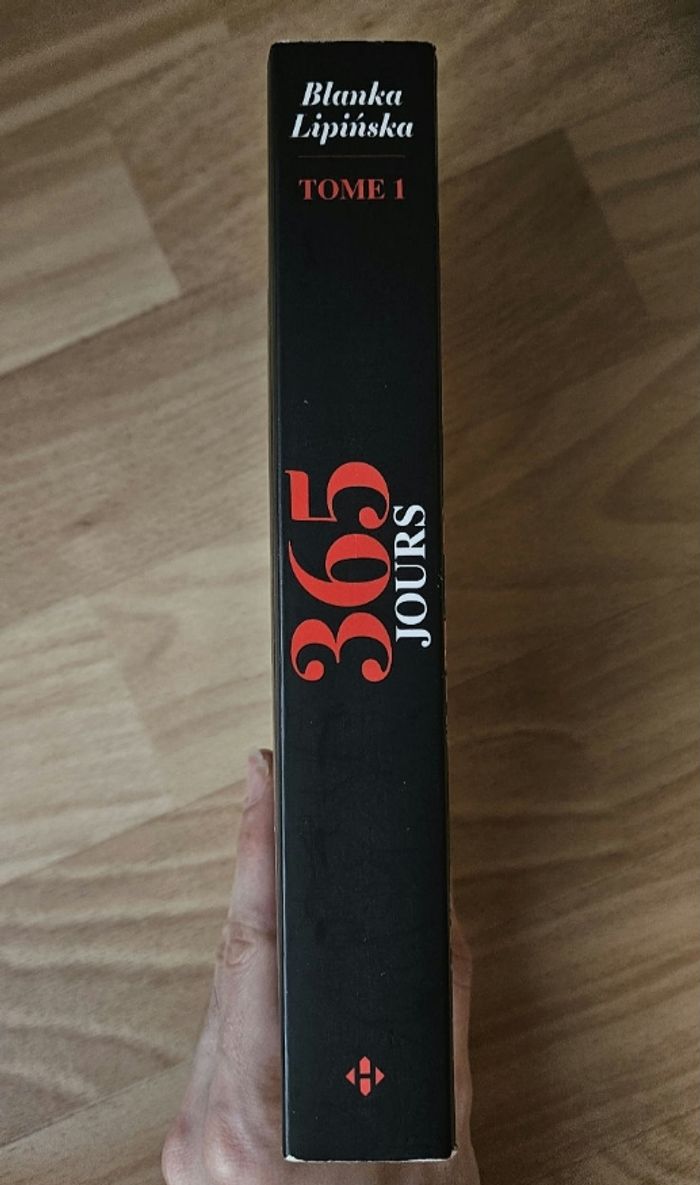 Blanka
Lipińska
TOME 1
365
JOURS
H